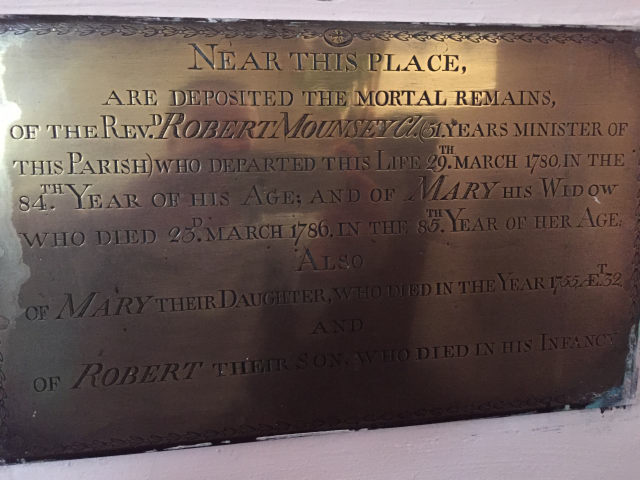 NEAR THIS PLACE,
ARE DEPOSITED THE MORTAL REMAINS,
OF THE REV.D ROBERT MOUNSEY Cl. (51 YEARS MINISTER OF
THIS PARISH) WHO DEPARTED THIS LIFE 29.TH MARCH 1780. IN THE
84.TH YEAR OF HIS AGE; AND OF MARY HIS WIDOW
WHO DIED 23.D MARCH 1786. IN THE 85.TH YEAR OF HER AGE;
ALSO
OF MARY THEIR DAUGHTER, WHO DIED IN THE YEAR 1755. ÆT. 32,
AND
OF ROBERT THEIR SON. WHO DIED IN HIS INFANCY